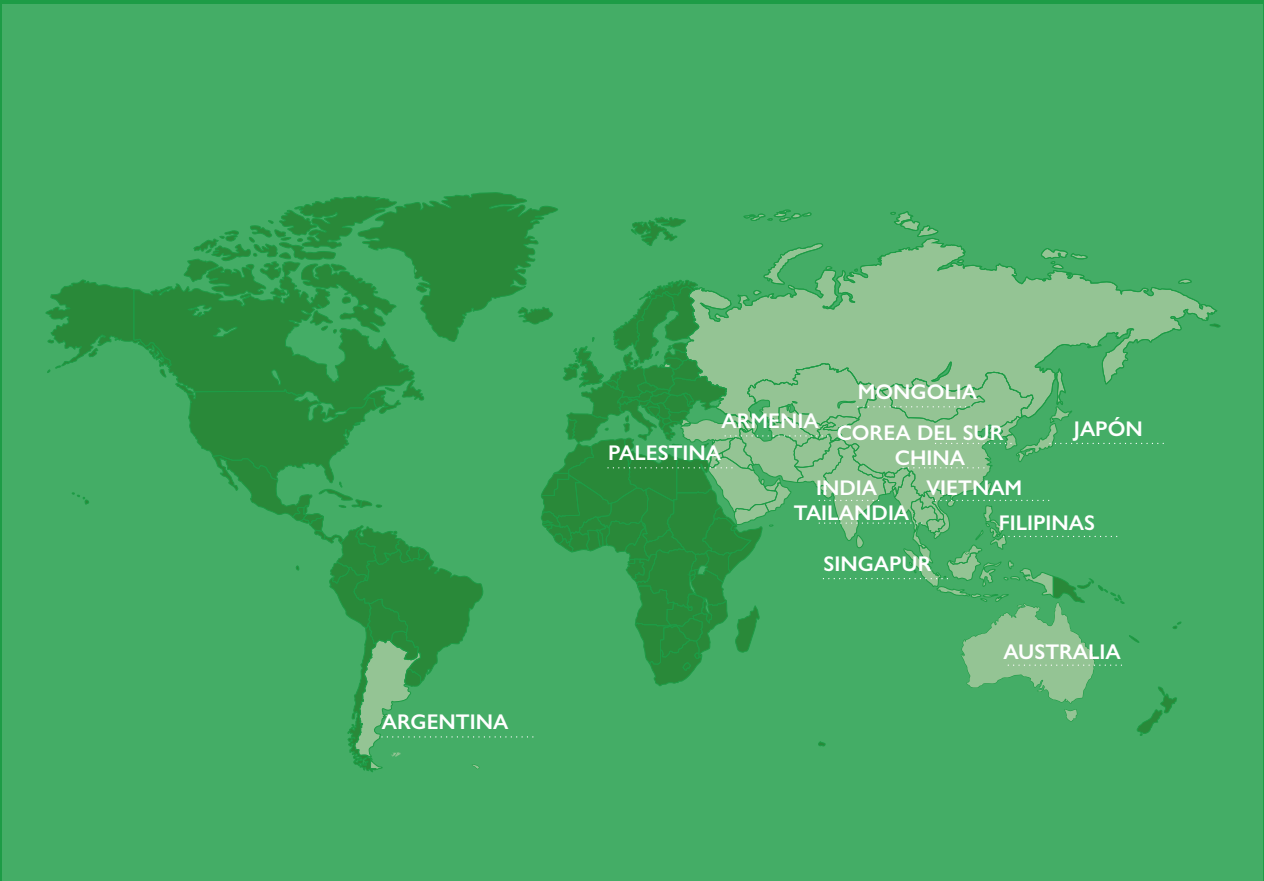 MONGOLIA
ARMENIA
JAPÓN
COREA DEL SUR
PALESTINA
CHINA
INDIA
VIETNAM
TAILANDIA
FILIPINAS
SINGAPUR
AUSTRALIA
ARGENTINA